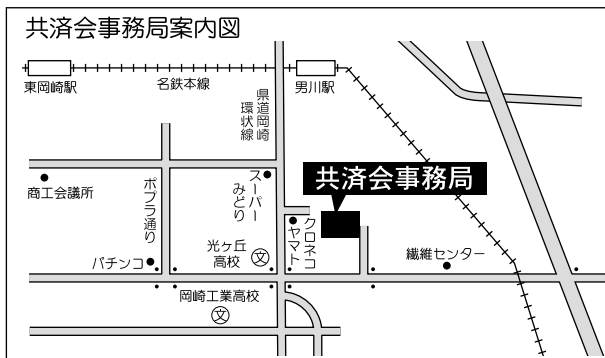 共済会事務局案内図
東岡崎駅
名鉄本線
男川駅
県道岡崎
環状線
共済会事務局
商工会議所
ポプラ通り
スーパー
みどり
クロネコ
ヤマト
光ヶ丘
高校
文
パチンコ
繊維センター
岡崎工業高校
文